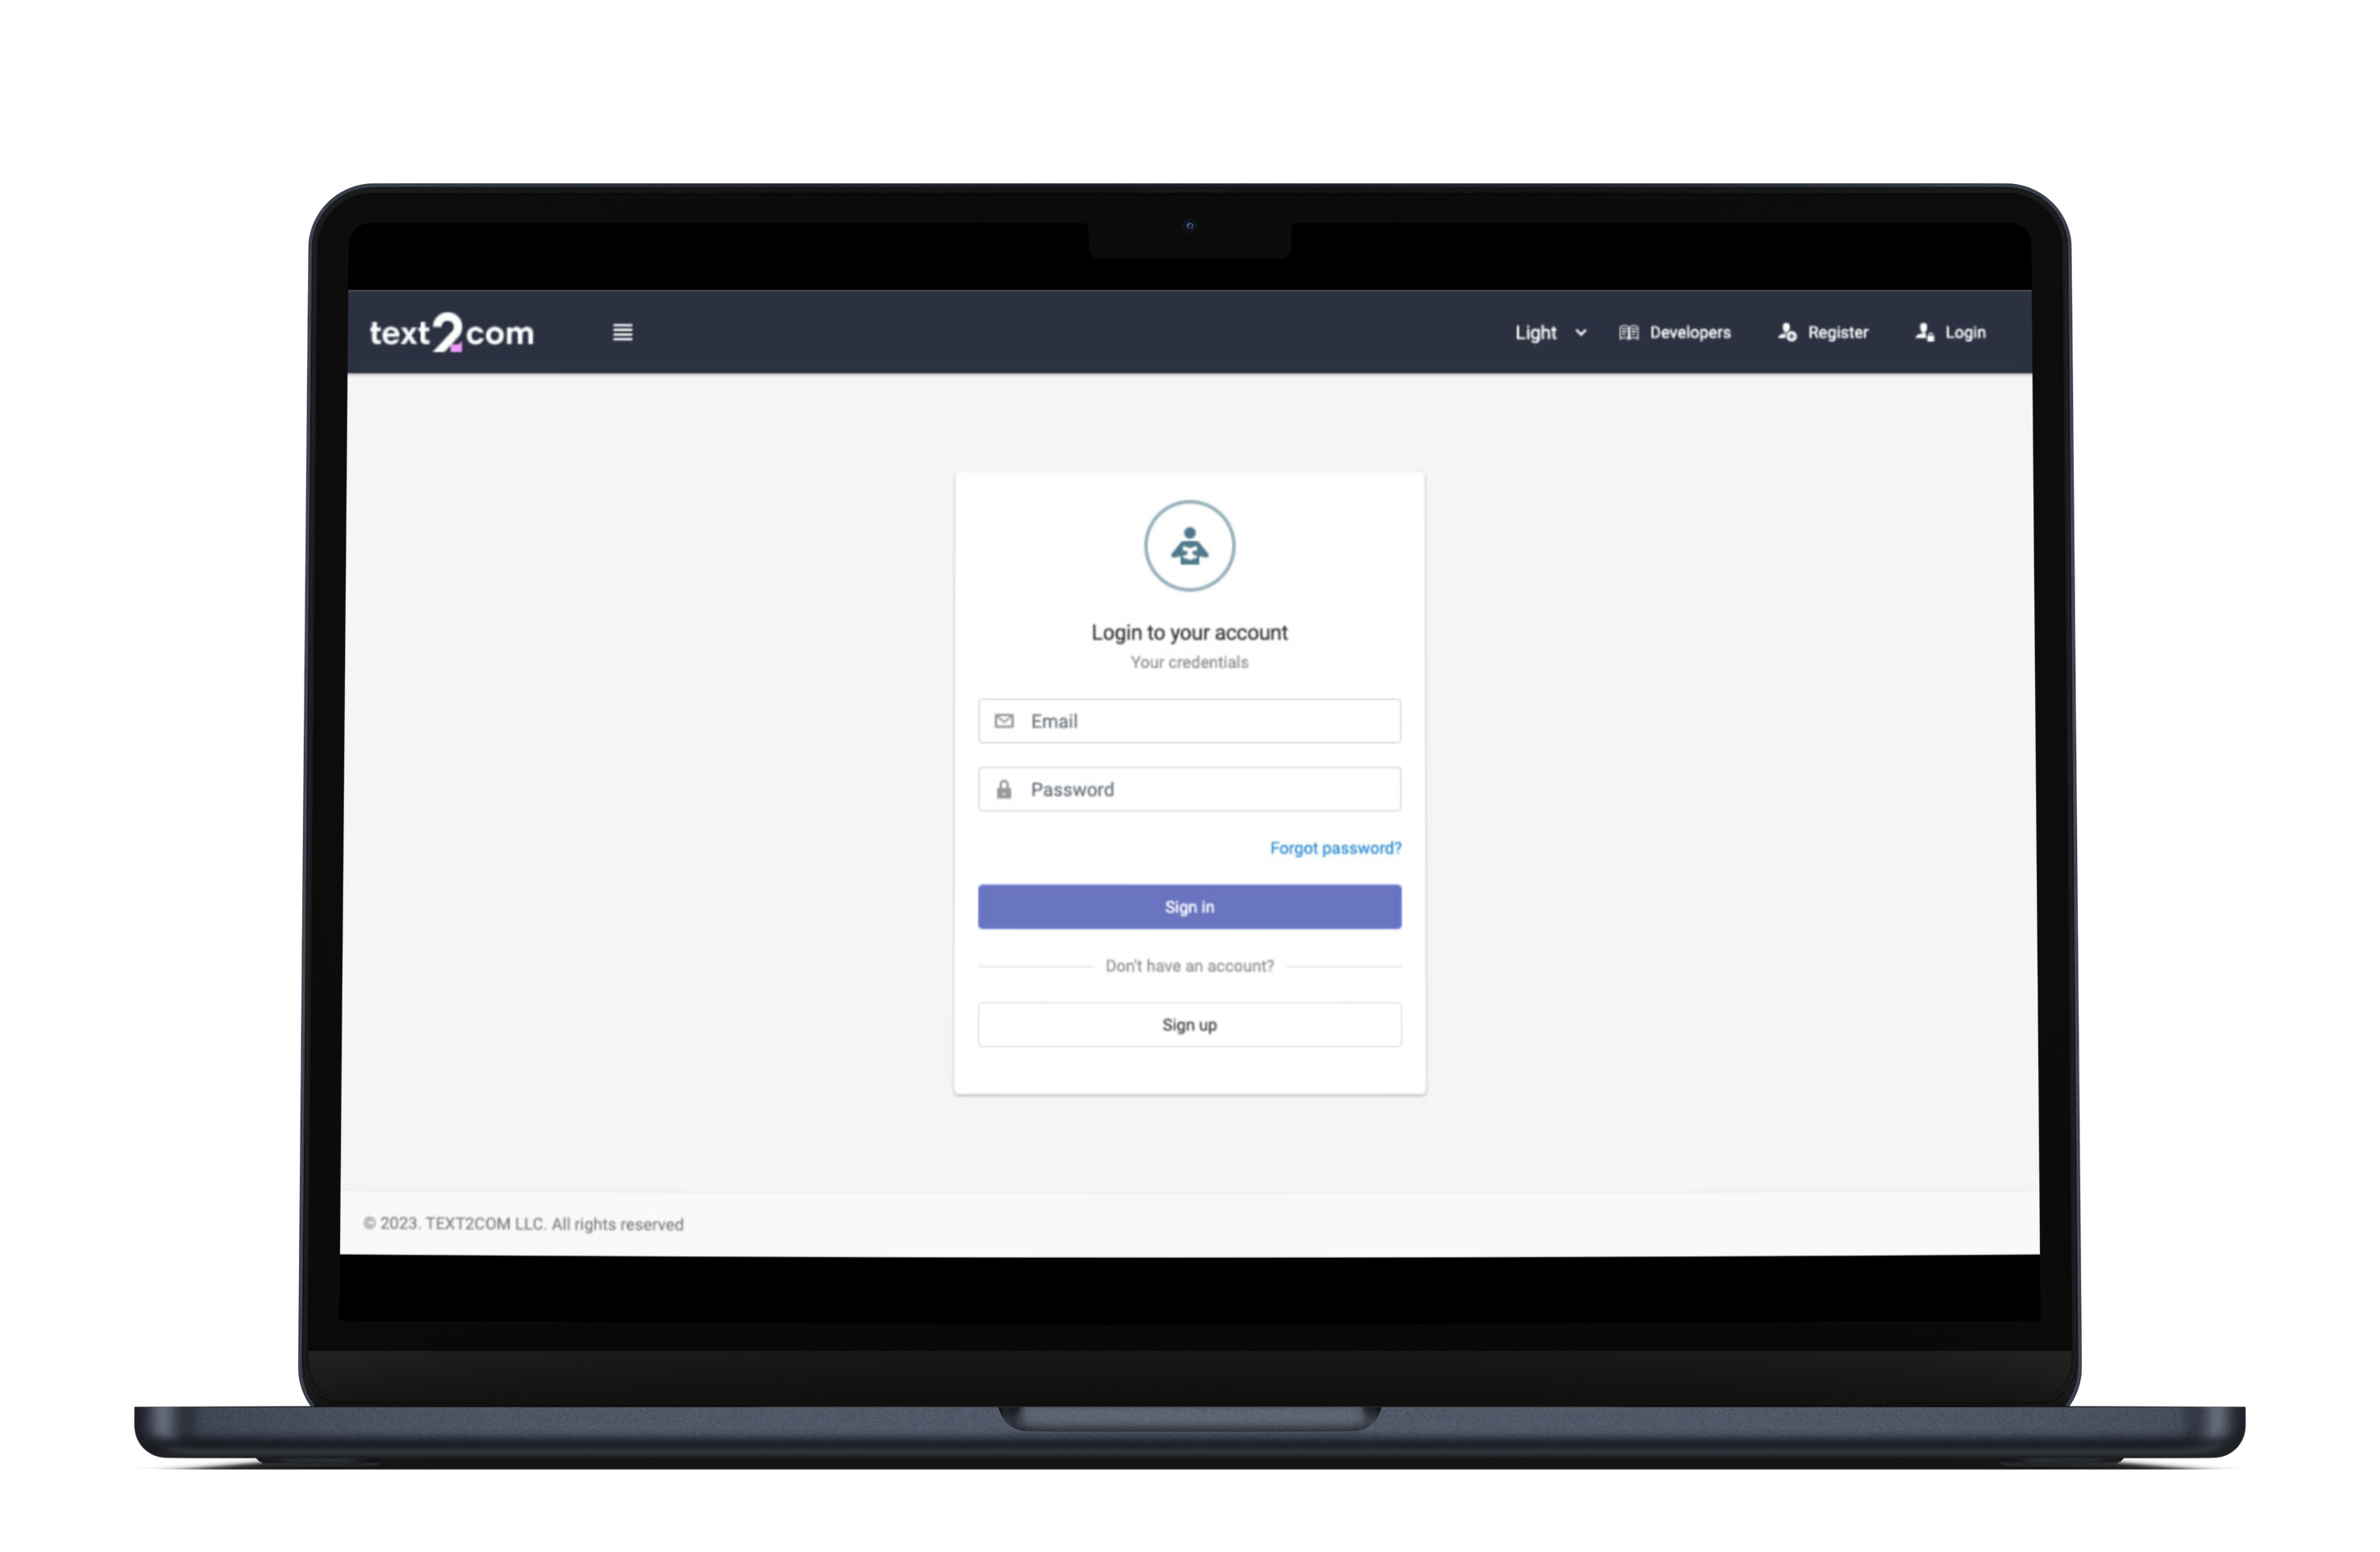 text2com
Light
Developers
Register
Login
Login to your account
Your credentials
Email
Password
Forgot password?
Sign in
Don't have an account?
Sign up
© 2023. TEXT2COM LLC. All rights reserved